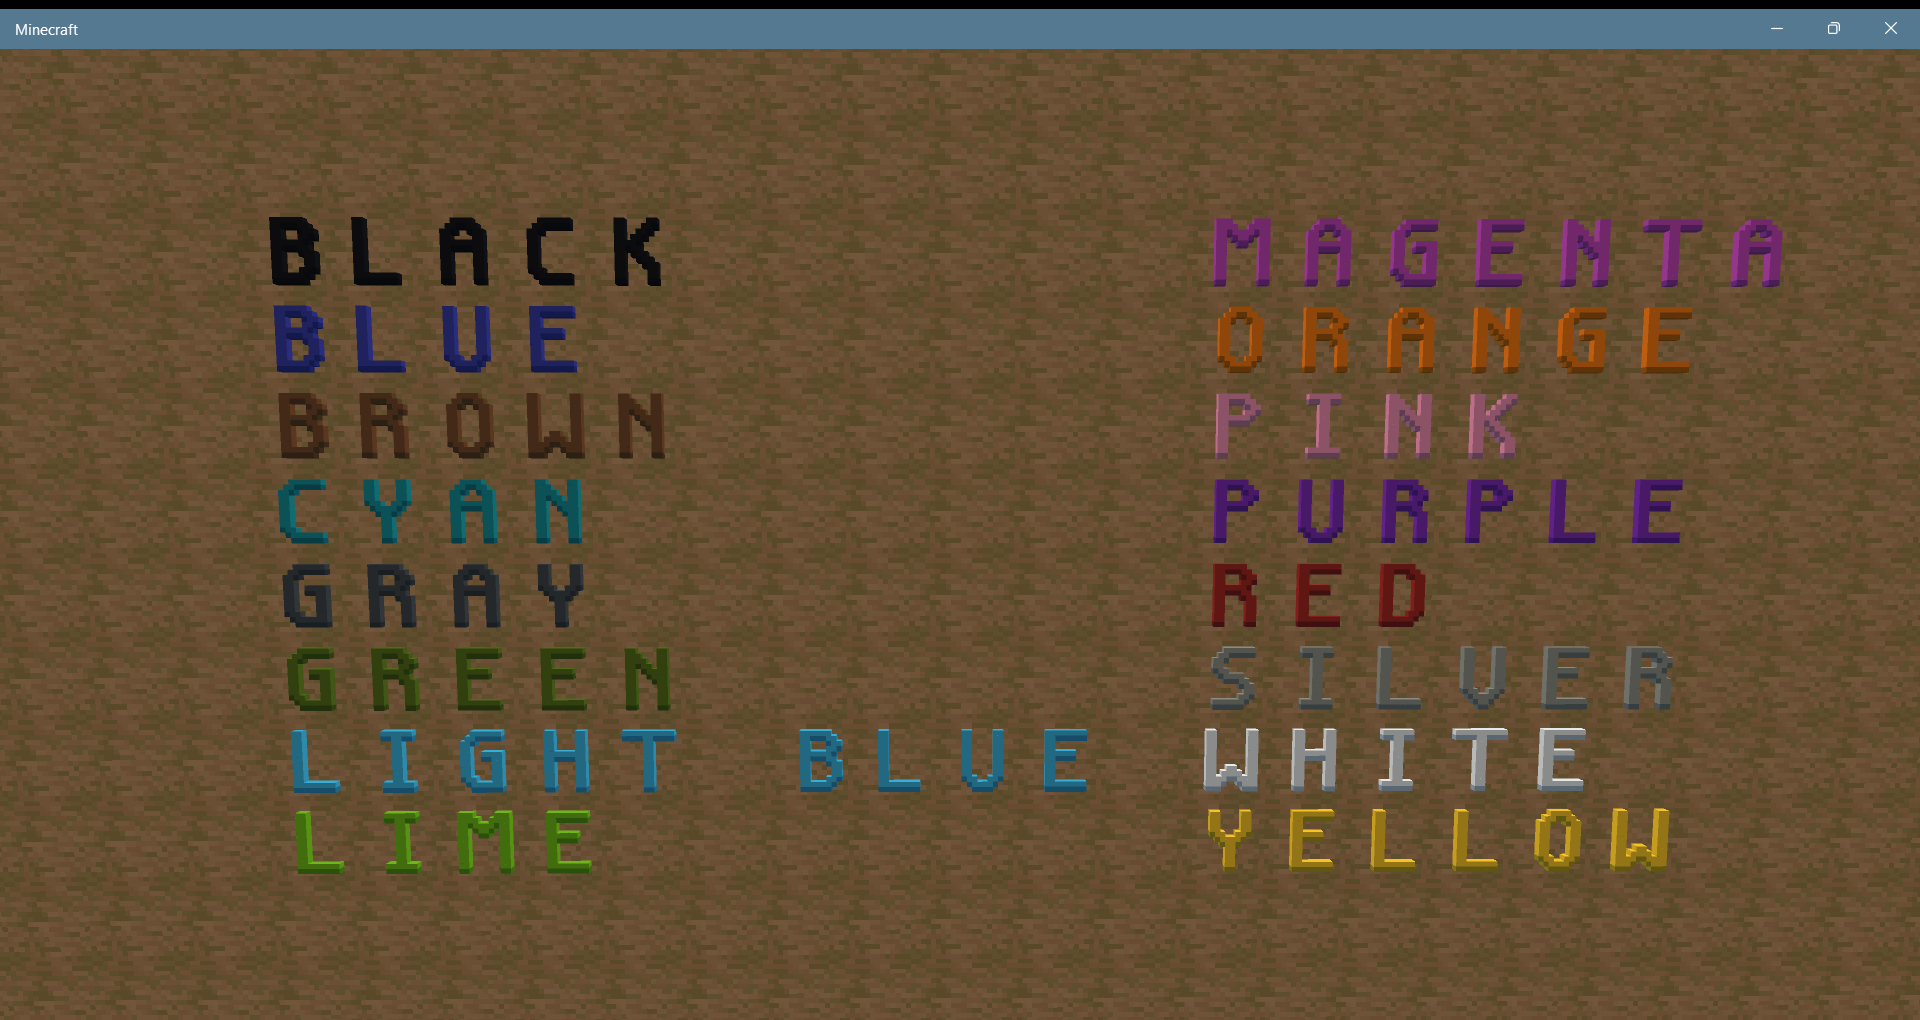 Minecraft
BLACK
BLUE
BROWN
CYAN
GRAY
GREEN
LIGHT BLUE
LIME
MAGENTA
ORANGE
PINK
PURPLE
RED
SILVER
WHITE
YELLOW